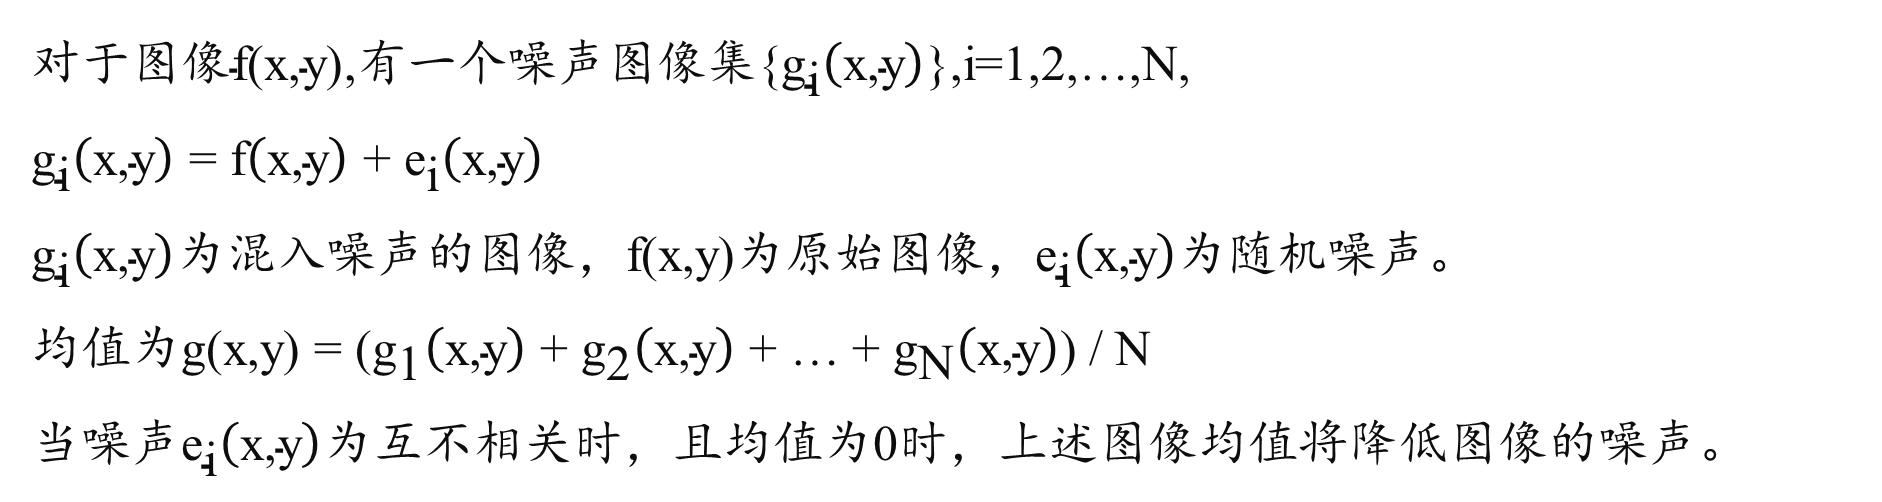 对于图像f(x,y),有一个噪声图像集{gi(x,y)},i=1,2,…,N,
gi(x,y) = f(x,y) + ei(x,y)
gi(x,y)为混入噪声的图像，f(x,y)为原始图像，ei(x,y)为随机噪声。
均值为g(x,y) = (g1(x,y) + g2(x,y) + … + gN(x,y)) / N
当噪声ei(x,y)为互不相关时，且均值为0时，上述图像均值将降低图像的噪声。